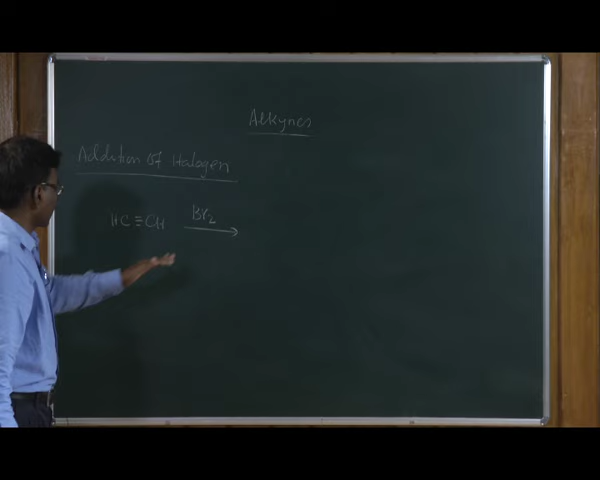 Alkynes
Addition of Halogen
HC≡CH Br₂ →